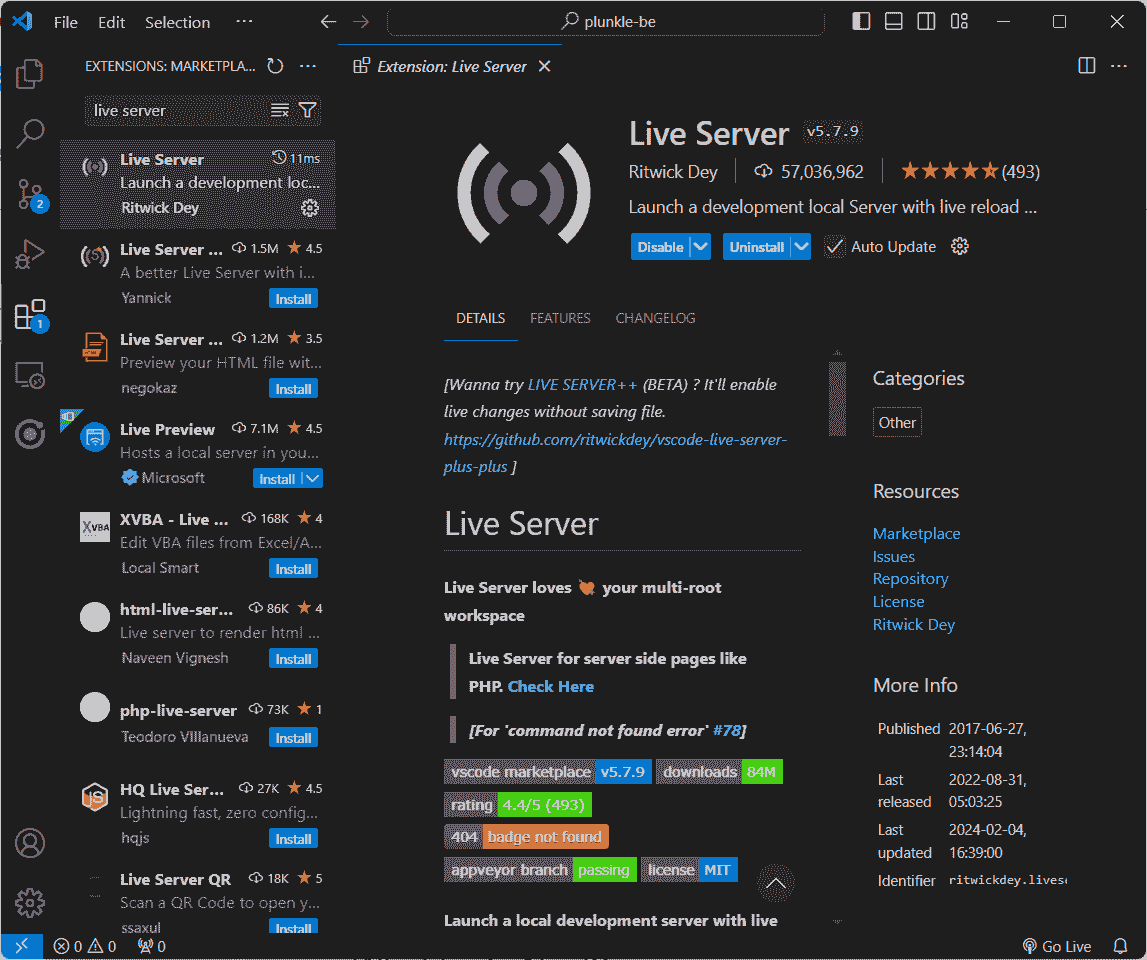 File Edit Selection ··· plunkle-be
EXTENSIONS: MARKETPLA... ···
live server
Live Server 11ms
Launch a development loc...
Ritwick Dey
Live Server ... 1.5M 4.5
A better Live Server with i...
Yannick Install
Live Server ... 1.2M 3.5
Preview your HTML file wit...
negokaz Install
Live Preview 7.1M 4.5
Hosts a local server in you...
Microsoft Install
XVBA - Live ... 168K 4
Edit VBA files from Excel/A...
Local Smart Install
html-live-ser... 86K 4
Live server to render html ...
Naveen Vignesh Install
php-live-server 73K 1
Teodoro VIllanueva Install
HQ Live Ser... 27K 4.5
Lightning fast, zero config...
hqjs Install
Live Server QR 18K 5
Scan a QR Code to open y...
ssaxul Install
2
1
Extension: Live Server
Live Server v5.7.9
Ritwick Dey 57,036,962 (493)
Launch a development local Server with live reload ...
Disable Uninstall Auto Update
DETAILS FEATURES CHANGELOG
[Wanna try LIVE SERVER++ (BETA) ? It'll enable
live changes without saving file.
https://github.com/ritwickdey/vscode-live-server-
plus-plus ]
Live Server
Live Server loves 💘 your multi-root
workspace
Live Server for server side pages like
PHP. Check Here
[For 'command not found error' #78]
vscode marketplace v5.7.9 downloads 84M
rating 4.4/5 (493)
404 badge not found
appveyor branch passing license MIT
Launch a local development server with live
Categories
Other
Resources
Marketplace
Issues
Repository
License
Ritwick Dey
More Info
Published 2017-06-27,
23:14:04
Last 2022-08-31,
released 05:03:25
Last 2024-02-04,
updated 16:39:00
Identifier ritwickdey.lives
0 0 0 Go Live